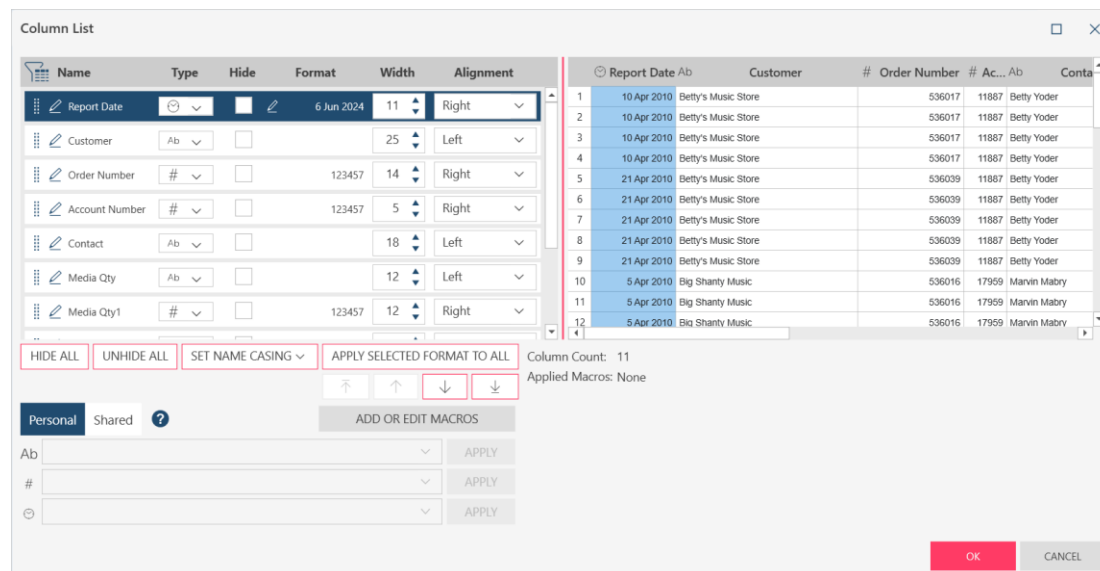 Column List
Name Type Hide Format Width Alignment
Report Date 6 Jun 2024 11 Right
Customer Ab 25 Left
Order Number # 123457 14 Right
Account Number # 123457 5 Right
Contact Ab 18 Left
Media Qty Ab 12 Left
Media Qty1 # 123457 12 Right
HIDE ALL UNHIDE ALL SET NAME CASING APPLY SELECTED FORMAT TO ALL
Personal Shared ? ADD OR EDIT MACROS
Ab APPLY
# APPLY
APPLY
Report Date Ab Customer # Order Number # Ac... Ab Conta
1 10 Apr 2010 Betty's Music Store 536017 11887 Betty Yoder
2 10 Apr 2010 Betty's Music Store 536017 11887 Betty Yoder
3 10 Apr 2010 Betty's Music Store 536017 11887 Betty Yoder
4 10 Apr 2010 Betty's Music Store 536017 11887 Betty Yoder
5 21 Apr 2010 Betty's Music Store 536039 11887 Betty Yoder
6 21 Apr 2010 Betty's Music Store 536039 11887 Betty Yoder
7 21 Apr 2010 Betty's Music Store 536039 11887 Betty Yoder
8 21 Apr 2010 Betty's Music Store 536039 11887 Betty Yoder
9 21 Apr 2010 Betty's Music Store 536039 11887 Betty Yoder
10 5 Apr 2010 Big Shanty Music 536016 17959 Marvin Mabry
11 5 Apr 2010 Big Shanty Music 536016 17959 Marvin Mabry
12 5 Apr 2010 Big Shanty Music 536016 17959 Marvin Mabry
Column Count: 11
Applied Macros: None
OK CANCEL